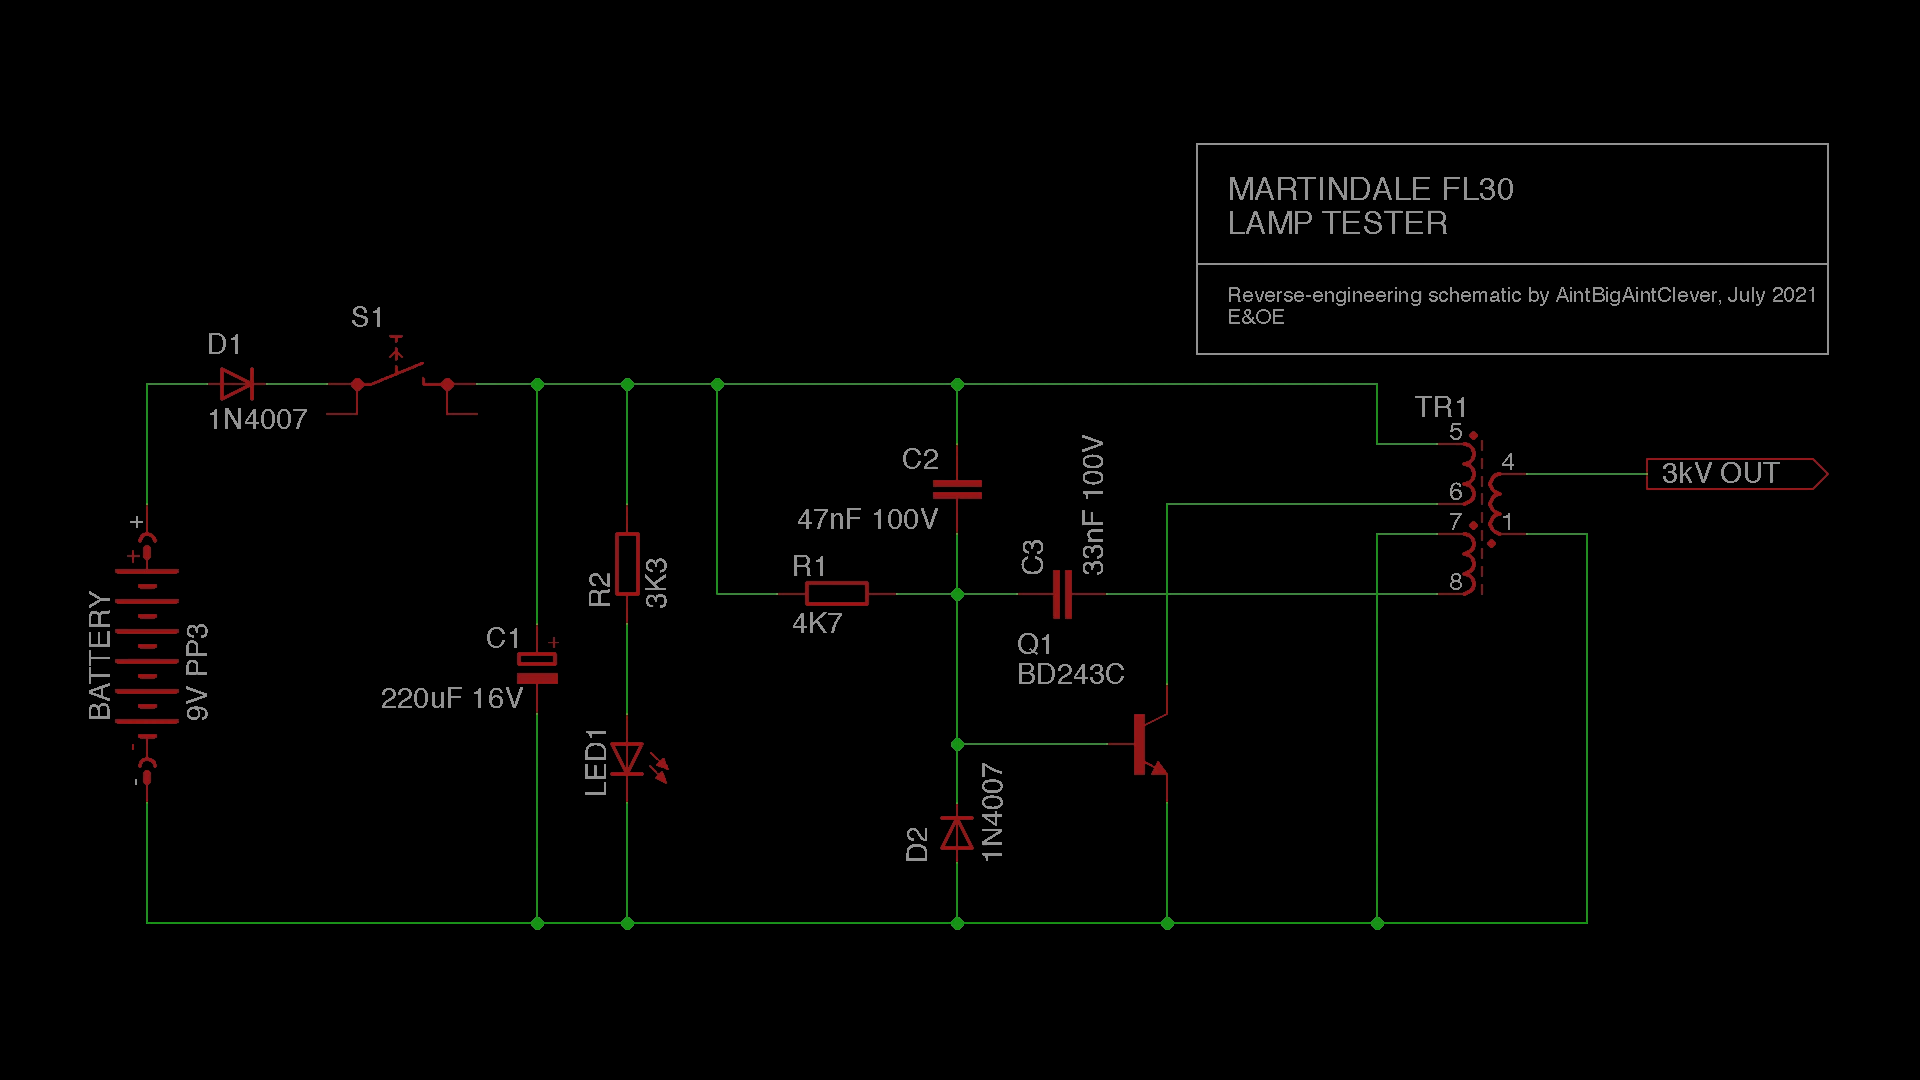 MARTINDALE FL30
LAMP TESTER
Reverse-engineering schematic by AintBigAintClever, July 2021
E&OE
S1
D1
1N4007
TR1
5
4
3kV OUT
6
7
1
8
C2
47nF 100V
C3
33nF 100V
R1
4K7
Q1
BD243C
R2
3K3
C1
+
220uF 16V
LED1
D2
1N4007
+
+
BATTERY
9V PP3
-
-